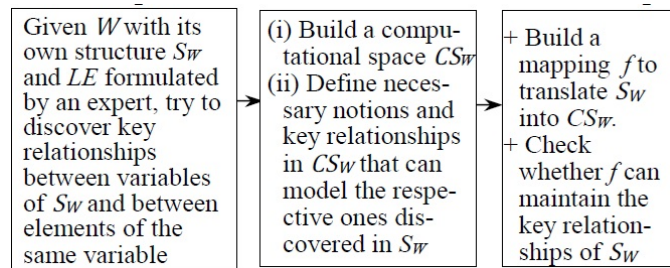 Given W with its
own structure SW
and LE formulated
by an expert, try to
discover key
relationships
between variables
of SW and between
elements of the
same variable
(i) Build a compu-
tational space CSW
(ii) Define neces-
sary notions and
key relationships
in CSW that can
model the respe-
ctive ones dis-
covered in SW
+ Build a
mapping f to
translate SW
into CSW.
+ Check
whether f can
maintain the
key relation-
ships of SW